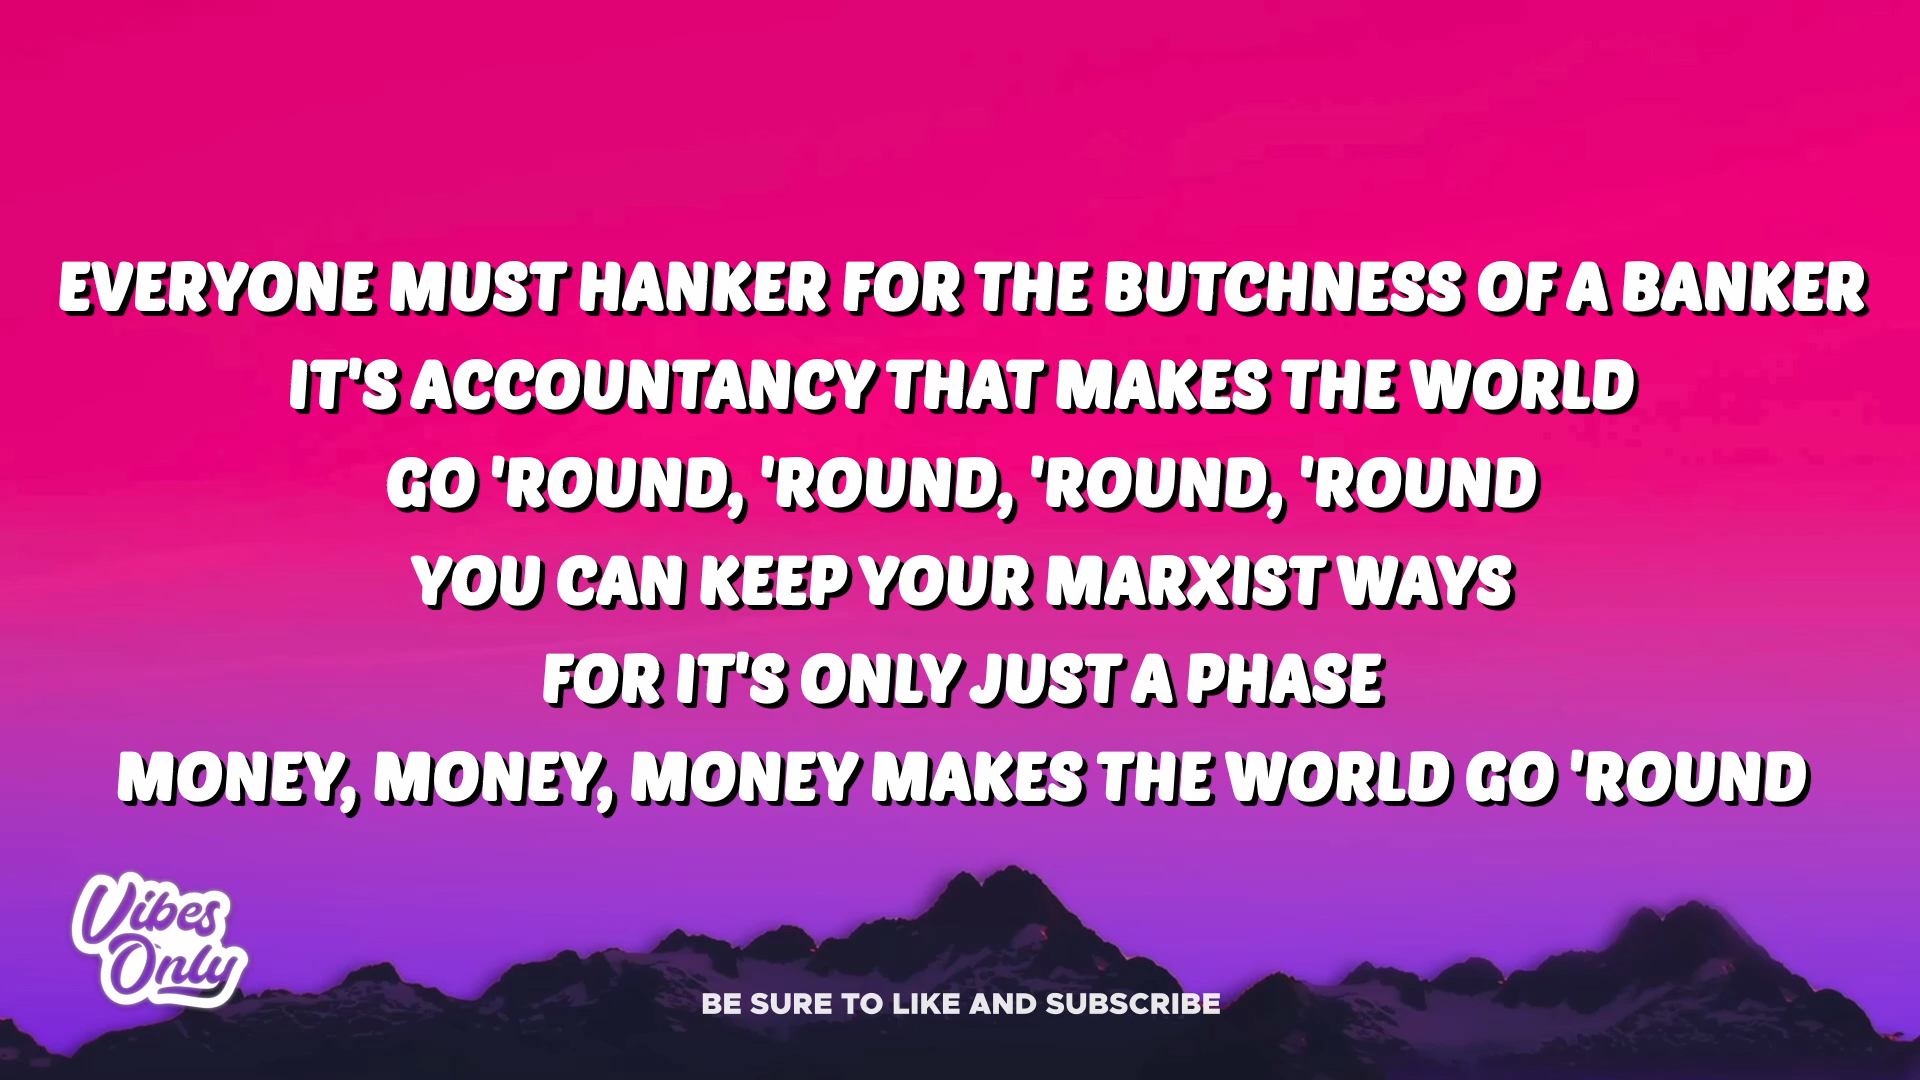 EVERYONE MUST HANKER FOR THE BUTCHNESS OF A BANKER
IT'S ACCOUNTANCY THAT MAKES THE WORLD
GO 'ROUND, 'ROUND, 'ROUND, 'ROUND
YOU CAN KEEP YOUR MARXIST WAYS
FOR IT'S ONLY JUST A PHASE
MONEY, MONEY, MONEY MAKES THE WORLD GO 'ROUND
Vibes
Only
BE SURE TO LIKE AND SUBSCRIBE